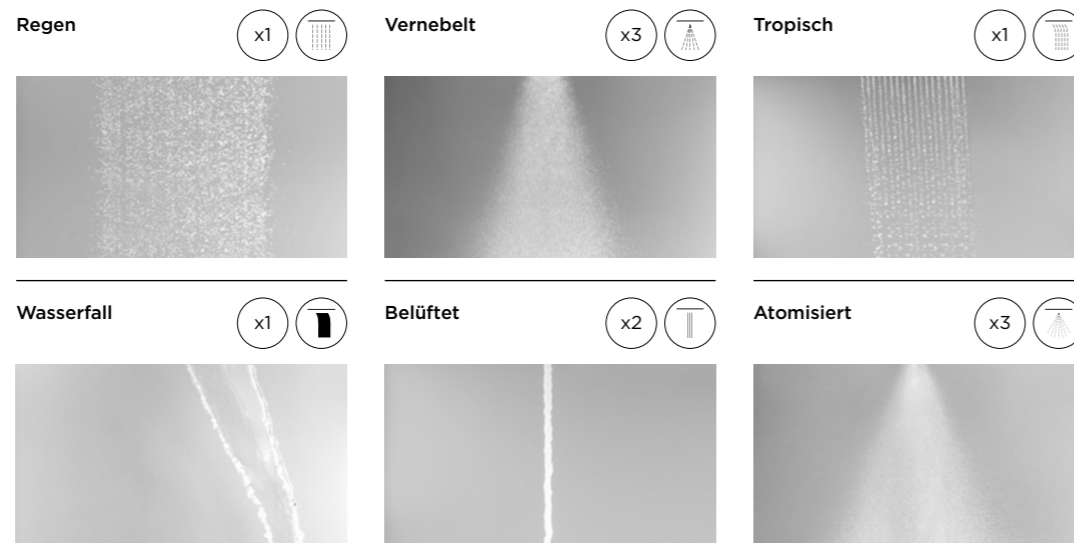 Regen x1
Vernebelt x3
Tropisch x1
Wasserfall x1
Belüftet x2
Atomisiert x3